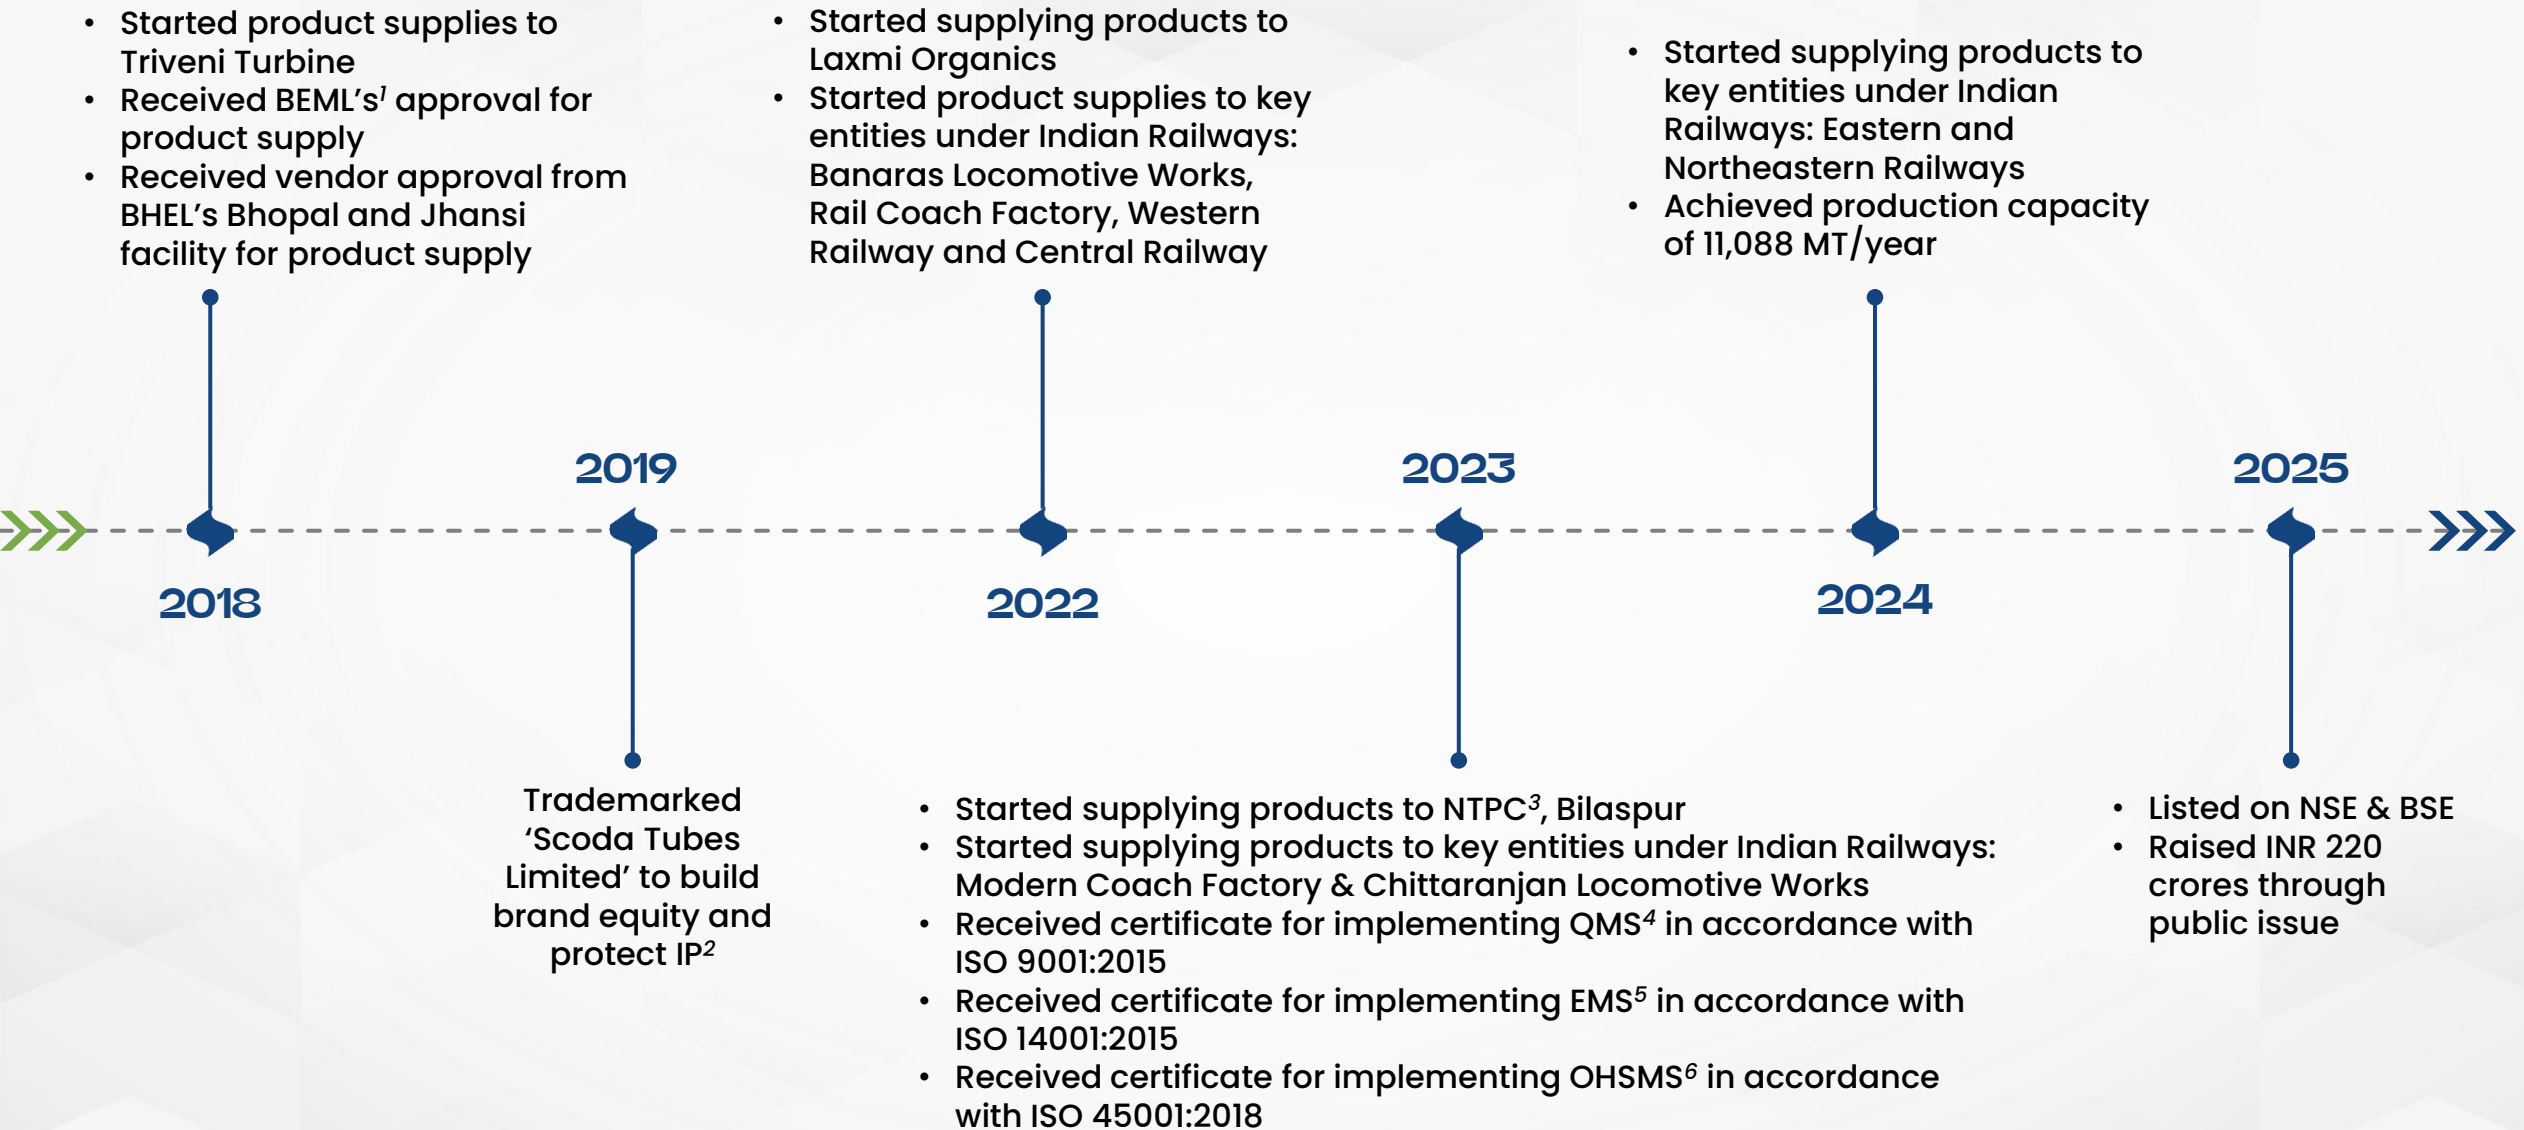 • Started product supplies to
Triveni Turbine
• Received BEML’s¹ approval for
product supply
• Received vendor approval from
BHEL’s Bhopal and Jhansi
facility for product supply
2018
2019
Trademarked
‘Scoda Tubes
Limited’ to build
brand equity and
protect IP²
• Started supplying products to
Laxmi Organics
• Started product supplies to key
entities under Indian Railways:
Banaras Locomotive Works,
Rail Coach Factory, Western
Railway and Central Railway
2022
2023
• Started supplying products to NTPC³, Bilaspur
• Started supplying products to key entities under Indian Railways:
Modern Coach Factory & Chittaranjan Locomotive Works
• Received certificate for implementing QMS⁴ in accordance with
ISO 9001:2015
• Received certificate for implementing EMS⁵ in accordance with
ISO 14001:2015
• Received certificate for implementing OHSMS⁶ in accordance
with ISO 45001:2018
• Started supplying products to
key entities under Indian
Railways: Eastern and
Northeastern Railways
• Achieved production capacity
of 11,088 MT/year
2024
2025
• Listed on NSE & BSE
• Raised INR 220
crores through
public issue